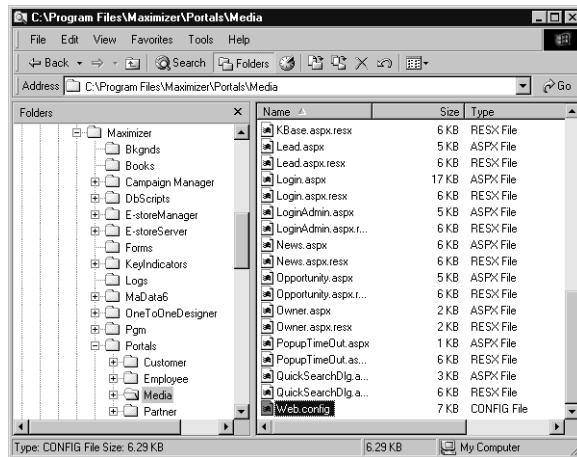 C:\Program Files\Maximizer\Portals\Media
File Edit View Favorites Tools Help
Back Search Folders
Address C:\Program Files\Maximizer\Portals\Media Go
Folders
Maximizer
Bkgnds
Books
Campaign Manager
DbScripts
E-storeManager
E-storeServer
Forms
KeyIndicators
Logs
MaData6
OneToOneDesigner
Pgm
Portals
Customer
Employee
Media
Partner
Name Size Type
KBase.aspx.resx 6 KB RESX File
Lead.aspx 5 KB ASPX File
Lead.aspx.resx 6 KB RESX File
Login.aspx 17 KB ASPX File
Login.aspx.resx 6 KB RESX File
LoginAdmin.aspx 5 KB ASPX File
LoginAdmin.aspx.r... 6 KB RESX File
News.aspx 6 KB ASPX File
News.aspx.resx 6 KB RESX File
Opportunity.aspx 5 KB ASPX File
Opportunity.aspx.r... 6 KB RESX File
Owner.aspx 2 KB ASPX File
Owner.aspx.resx 2 KB RESX File
PopupTimeOut.aspx 1 KB ASPX File
PopupTimeOut.as... 6 KB RESX File
QuickSearchDlg.a... 3 KB ASPX File
QuickSearchDlg.a... 6 KB RESX File
Web.config 7 KB CONFIG File
Type: CONFIG File Size: 6.29 KB 6.29 KB My Computer